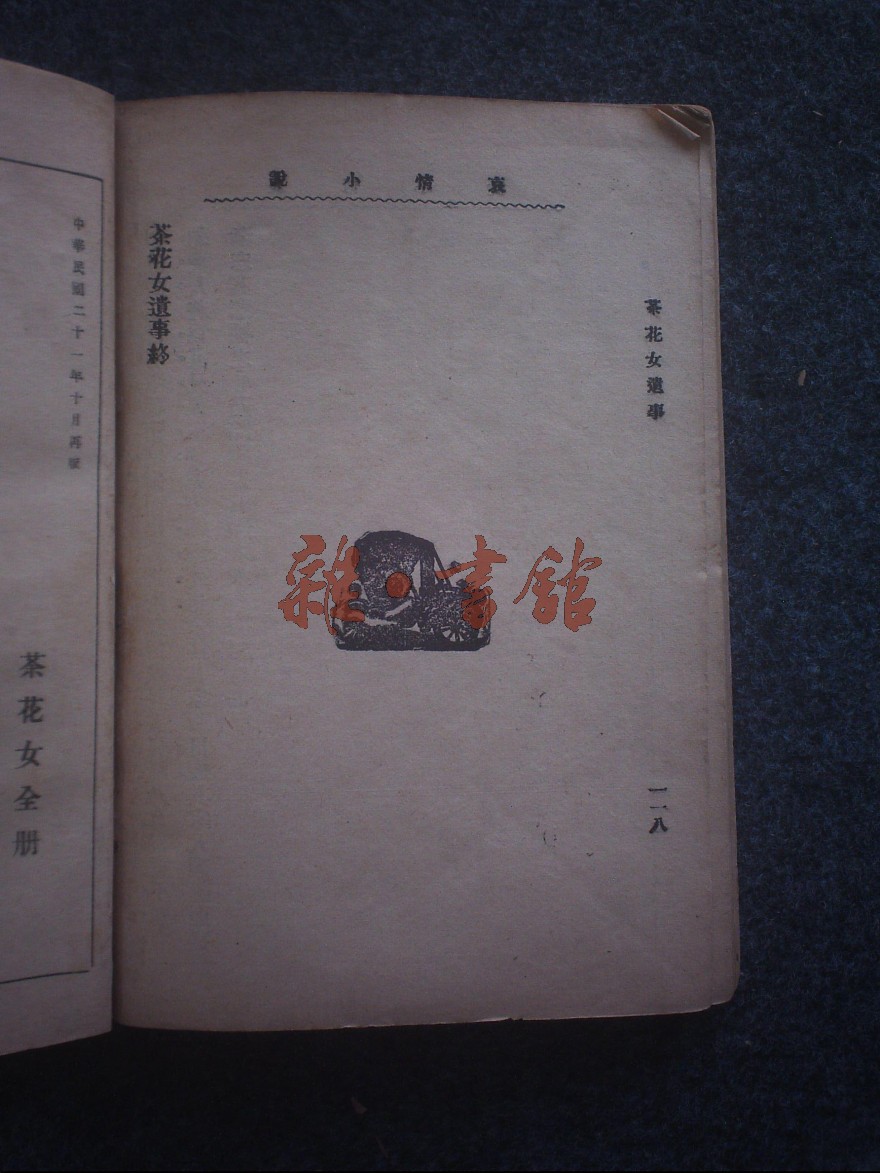 哀情小說
茶花女遺事
一一八
茶花女遺事終
雜·書館
中華民國二十一年十月再版
茶花女全册